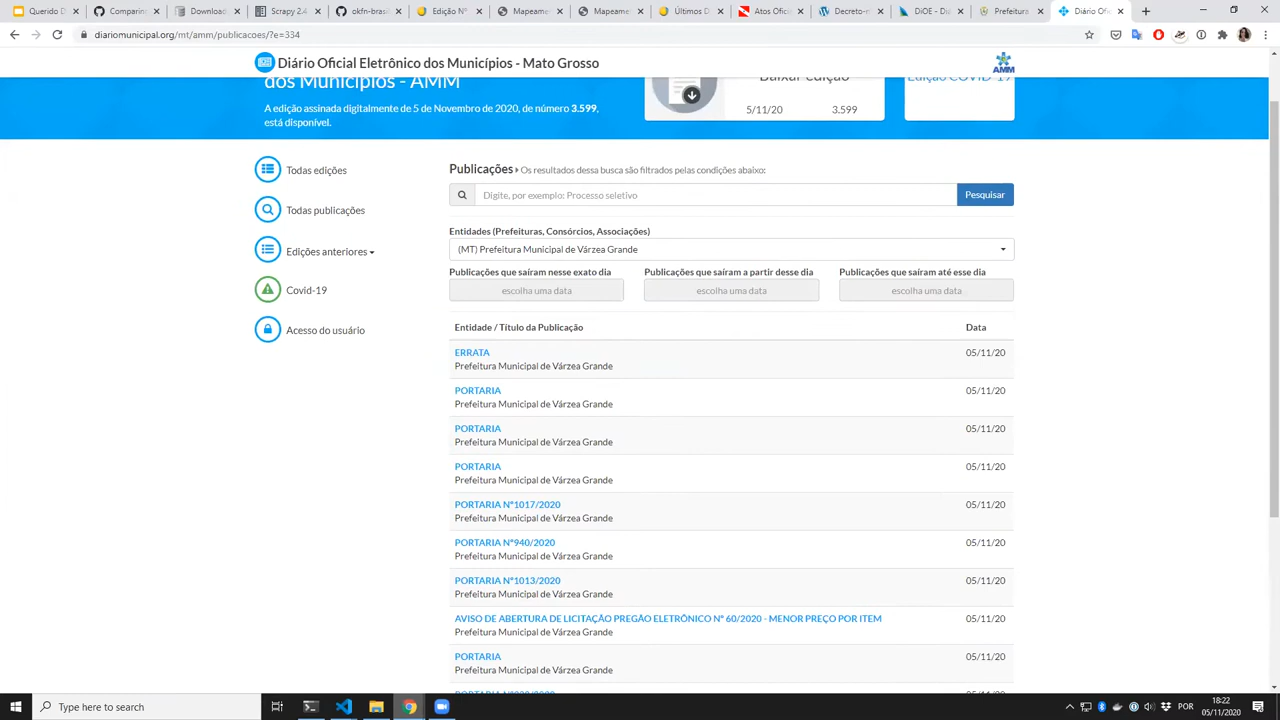 Querido D
Comparan
Download
Scrapy 2.4
okfn-brasil
Edição Nº
Mapeame
Mapeame
Últimos D
Atos Ofici
Decreto-n
DiOE - Di
Prefeitura
Diário Ofic
diariomunicipal.org/mt/amm/publicacoes/?e=334
Diário Oficial Eletrônico dos Municípios - Mato Grosso
AMM
dos Municípios - AMM
Baixar edição
Edição COVID-19
A edição assinada digitalmente de 5 de Novembro de 2020, de número 3.599,
está disponível.
5/11/20 3.599
Todas edições
Todas publicações
Edições anteriores
Covid-19
Acesso do usuário
Publicações Os resultados dessa busca são filtrados pelas condições abaixo:
Digite, por exemplo: Processo seletivo
Pesquisar
Entidades (Prefeituras, Consórcios, Associações)
(MT) Prefeitura Municipal de Várzea Grande
Publicações que saíram nesse exato dia
Publicações que saíram a partir desse dia
Publicações que saíram até esse dia
escolha uma data
escolha uma data
escolha uma data
Entidade / Título da Publicação Data
ERRATA 05/11/20
Prefeitura Municipal de Várzea Grande
PORTARIA 05/11/20
Prefeitura Municipal de Várzea Grande
PORTARIA 05/11/20
Prefeitura Municipal de Várzea Grande
PORTARIA 05/11/20
Prefeitura Municipal de Várzea Grande
PORTARIA Nº1017/2020 05/11/20
Prefeitura Municipal de Várzea Grande
PORTARIA Nº940/2020 05/11/20
Prefeitura Municipal de Várzea Grande
PORTARIA Nº1013/2020 05/11/20
Prefeitura Municipal de Várzea Grande
AVISO DE ABERTURA DE LICITAÇÃO PREGÃO ELETRÔNICO Nº 60/2020 - MENOR PREÇO POR ITEM 05/11/20
Prefeitura Municipal de Várzea Grande
PORTARIA 05/11/20
Prefeitura Municipal de Várzea Grande
Type here to search
POR
18:22
05/11/2020